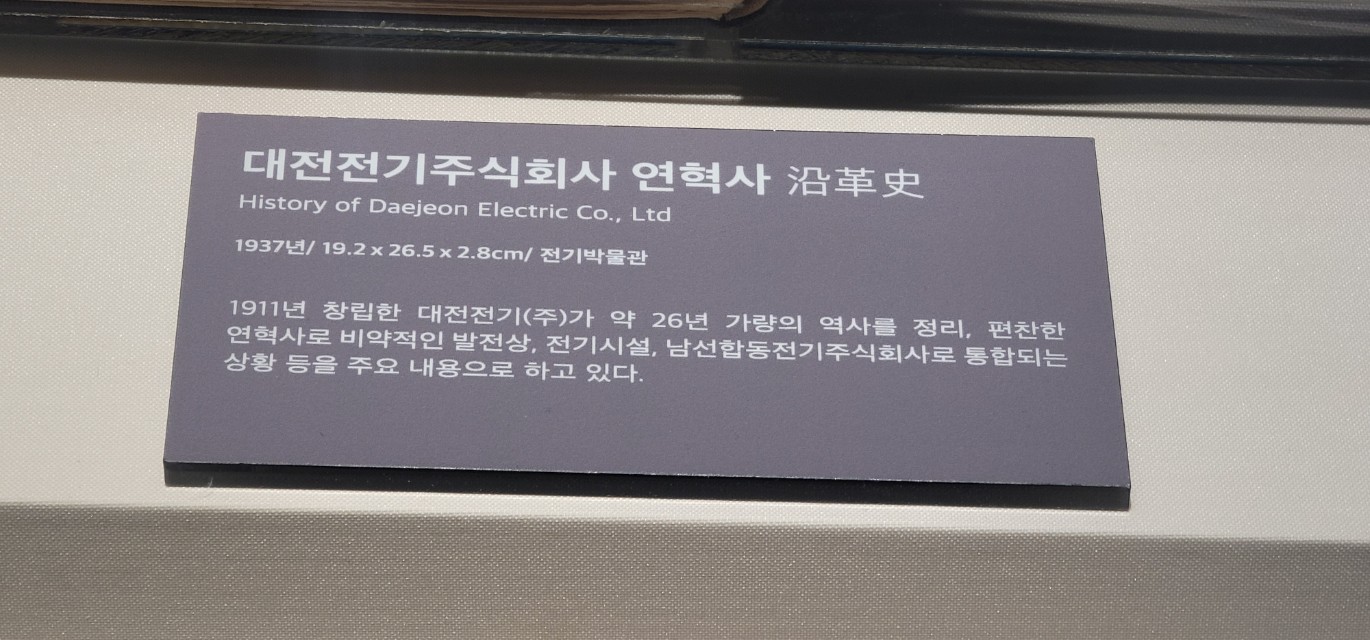 대전전기주식회사 연혁사 沿革史
History of Daejeon Electric Co., Ltd
1937년/ 19.2 x 26.5 x 2.8cm/ 전기박물관
1911년 창립한 대전전기(주)가 약 26년 가량의 역사를 정리, 편찬한
연혁사로 비약적인 발전상, 전기시설, 남선합동전기주식회사로 통합되는
상황 등을 주요 내용으로 하고 있다.